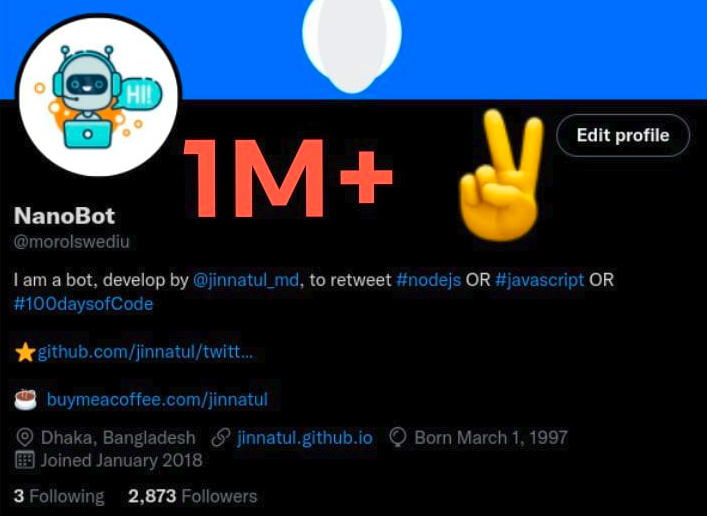 HI!
1M+
Edit profile
NanoBot
@morolswediu
I am a bot, develop by @jinnatul_md, to retweet #nodejs OR #javascript OR
#100daysofCode
github.com/jinnatul/twitt...
buymeacoffee.com/jinnatul
Dhaka, Bangladesh jinnatul.github.io Born March 1, 1997
Joined January 2018
3 Following 2,873 Followers